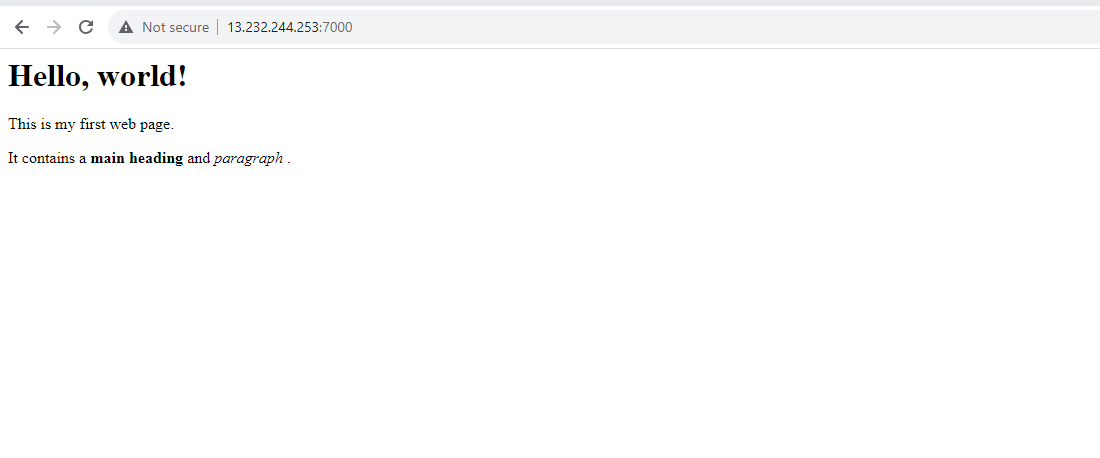 Not secure 13.232.244.253:7000
Hello, world!
This is my first web page.
It contains a main heading and paragraph .